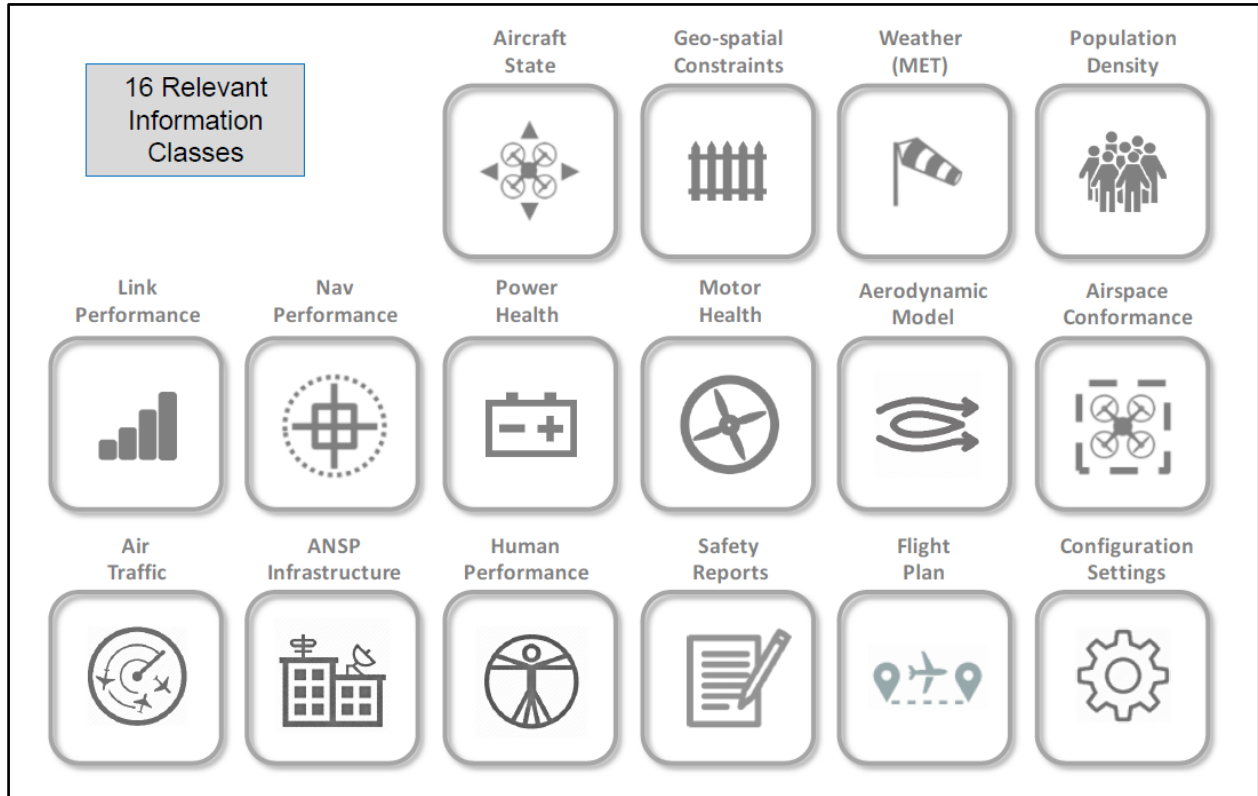 16 Relevant
Information
Classes
Aircraft
State
Geo-spatial
Constraints
Weather
(MET)
Population
Density
Link
Performance
Nav
Performance
Power
Health
Motor
Health
Aerodynamic
Model
Airspace
Conformance
Air
Traffic
ANSP
Infrastructure
Human
Performance
Safety
Reports
Flight
Plan
Configuration
Settings